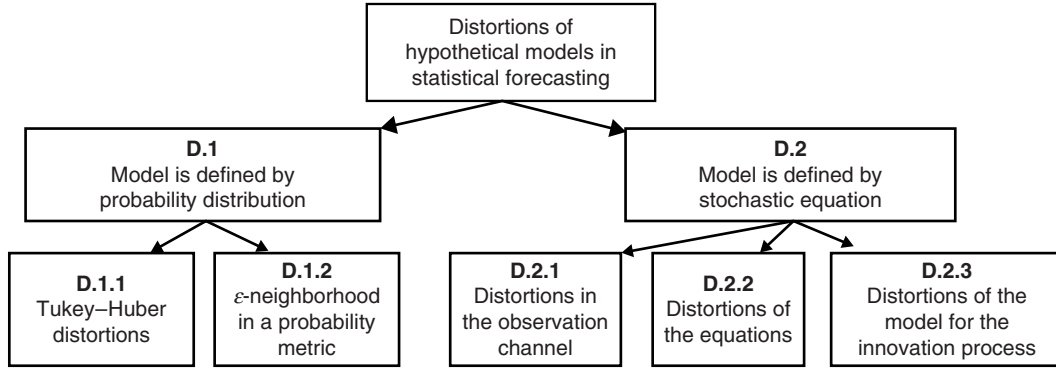 Distortions of
hypothetical models in
statistical forecasting
D.1
Model is defined by
probability distribution
D.2
Model is defined by
stochastic equation
D.1.1
Tukey–Huber
distortions
D.1.2
ε-neighborhood
in a probability
metric
D.2.1
Distortions in
the observation
channel
D.2.2
Distortions of
the equations
D.2.3
Distortions of the
model for the
innovation process